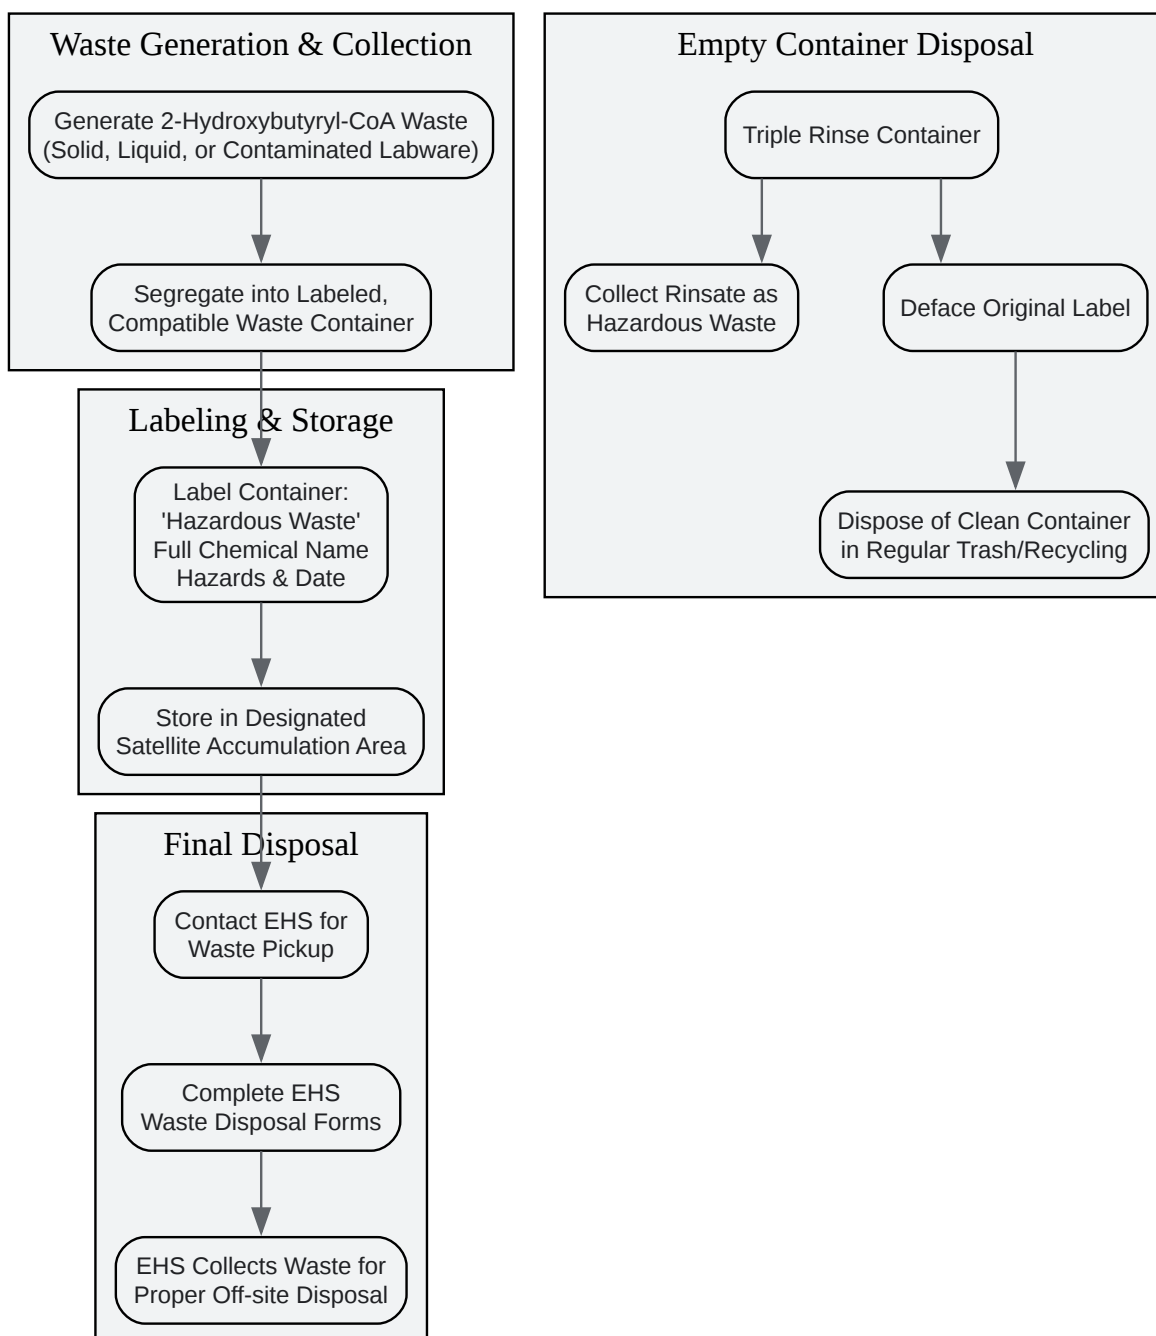 Waste Generation & Collection
Generate 2-Hydroxybutyryl-CoA Waste
(Solid, Liquid, or Contaminated Labware)
Segregate into Labeled,
Compatible Waste Container
Labeling & Storage
Label Container:
'Hazardous Waste'
Full Chemical Name
Hazards & Date
Store in Designated
Satellite Accumulation Area
Final Disposal
Contact EHS for
Waste Pickup
Complete EHS
Waste Disposal Forms
EHS Collects Waste for
Proper Off-site Disposal
Empty Container Disposal
Triple Rinse Container
Collect Rinsate as
Hazardous Waste
Deface Original Label
Dispose of Clean Container
in Regular Trash/Recycling